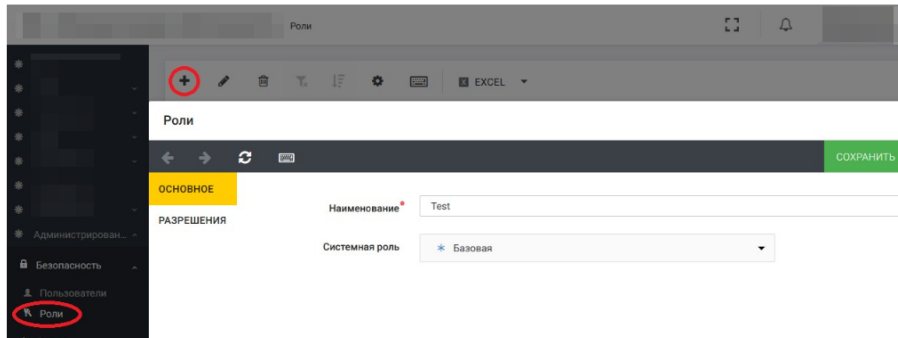 Роли
EXCEL
Роли
СОХРАНИТЬ
ОСНОВНОЕ
Наименование* Test
РАЗРЕШЕНИЯ
Системная роль Базовая
Администрирован...
Безопасность
Пользователи
Роли